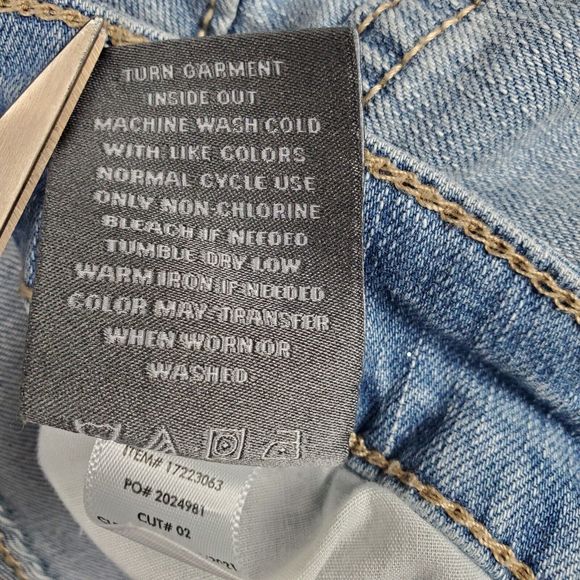 TURN GARMENT
INSIDE OUT
MACHINE WASH COLD
WITH LIKE COLORS
NORMAL CYCLE USE
ONLY NON-CHLORINE
BLEACH IF NEEDED
TUMBLE DRY LOW
WARM IRON IF NEEDED
COLOR MAY TRANSFER
WHEN WORN OR
WASHED
ITEM# 17223063
PO# 2024981
CUT# 02